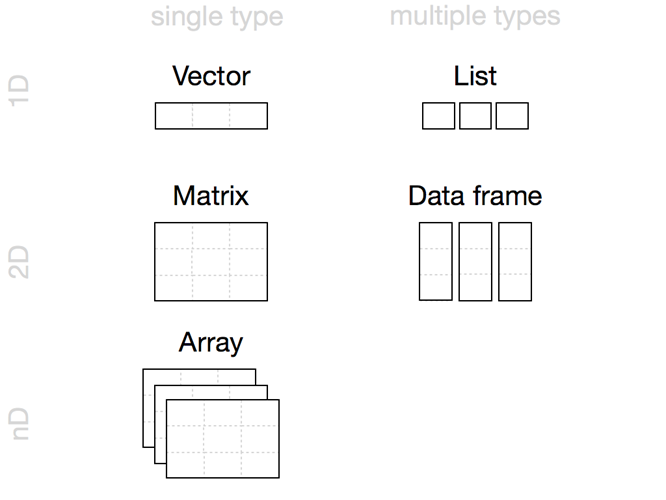 single type
multiple types
1D
Vector
List
2D
Matrix
Data frame
nD
Array